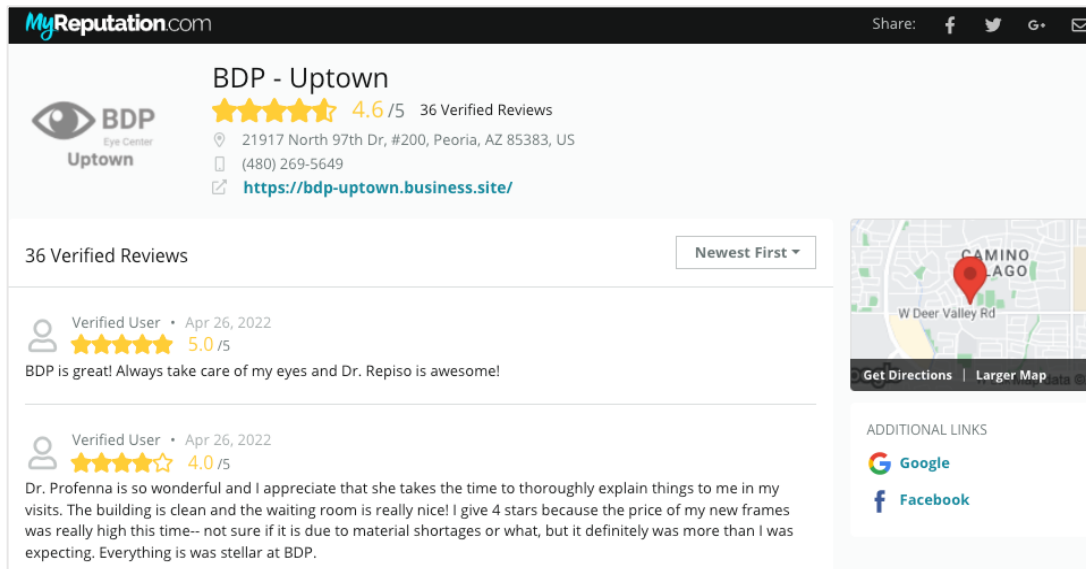 MyReputation.com
Share:
G+
BDP - Uptown
4.6 /5 36 Verified Reviews
21917 North 97th Dr, #200, Peoria, AZ 85383, US
(480) 269-5649
https://bdp-uptown.business.site/
BDP
Eye Center
Uptown
36 Verified Reviews
Newest First
Verified User • Apr 26, 2022
5.0 /5
BDP is great! Always take care of my eyes and Dr. Repiso is awesome!
Verified User • Apr 26, 2022
4.0 /5
Dr. Profenna is so wonderful and I appreciate that she takes the time to thoroughly explain things to me in my
visits. The building is clean and the waiting room is really nice! I give 4 stars because the price of my new frames
was really high this time-- not sure if it is due to material shortages or what, but it definitely was more than I was
expecting. Everything is was stellar at BDP.
CAMINO
LAGO
W Deer Valley Rd
Get Directions | Larger Map
ADDITIONAL LINKS
Google
Facebook